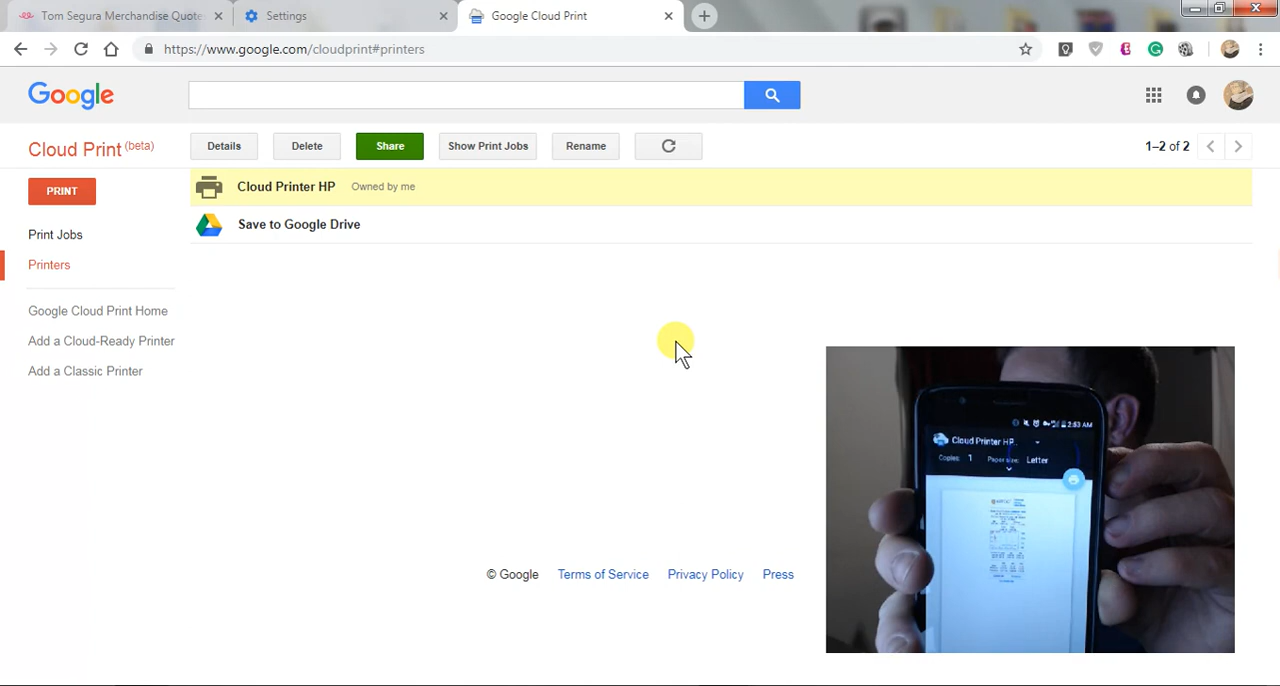 Tom Segura Merchandise Quote
Settings
Google Cloud Print
https://www.google.com/cloudprint#printers
Google
Cloud Print (beta)
Details
Delete
Share
Show Print Jobs
Rename
1–2 of 2
PRINT
Cloud Printer HP Owned by me
Save to Google Drive
Print Jobs
Printers
Google Cloud Print Home
Add a Cloud-Ready Printer
Add a Classic Printer
© Google Terms of Service Privacy Policy Press
2:53 AM
Cloud Printer HP..
Copies: 1 Paper size: Letter